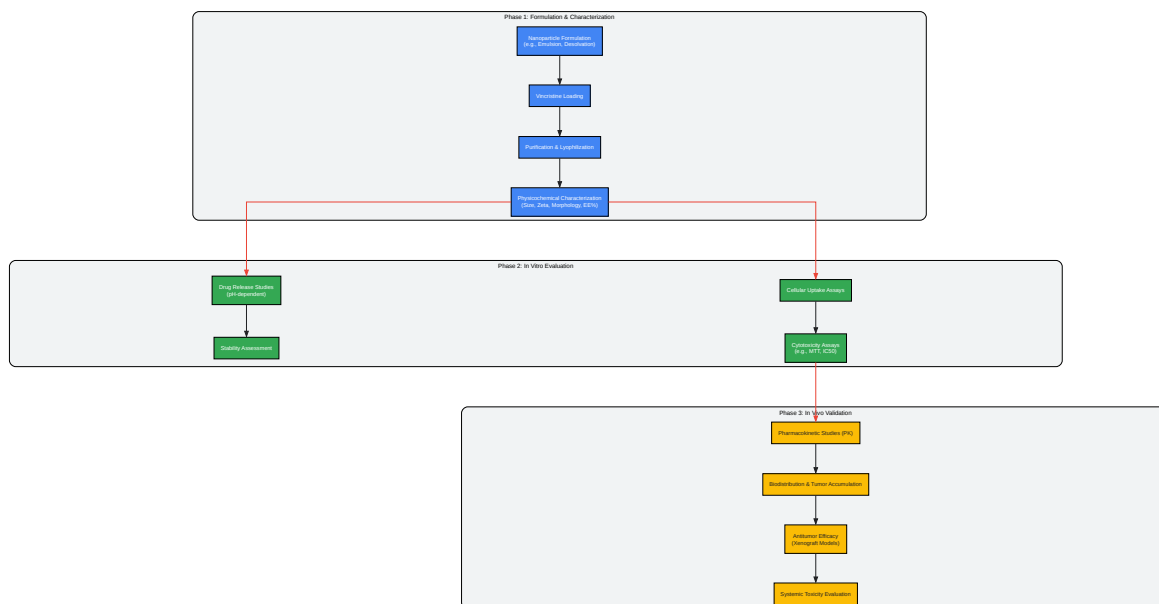 Phase 1: Formulation & Characterization
Nanoparticle Formulation
(e.g., Emulsion, Desolvation)
Vincristine Loading
Purification & Lyophilization
Physicochemical Characterization
(Size, Zeta, Morphology, EE%)
Phase 2: In Vitro Evaluation
Drug Release Studies
(pH-dependent)
Cellular Uptake Assays
Stability Assessment
Cytotoxicity Assays
(e.g., MTT, IC50)
Phase 3: In Vivo Validation
Pharmacokinetic Studies (PK)
Biodistribution & Tumor Accumulation
Antitumor Efficacy
(Xenograft Models)
Systemic Toxicity Evaluation